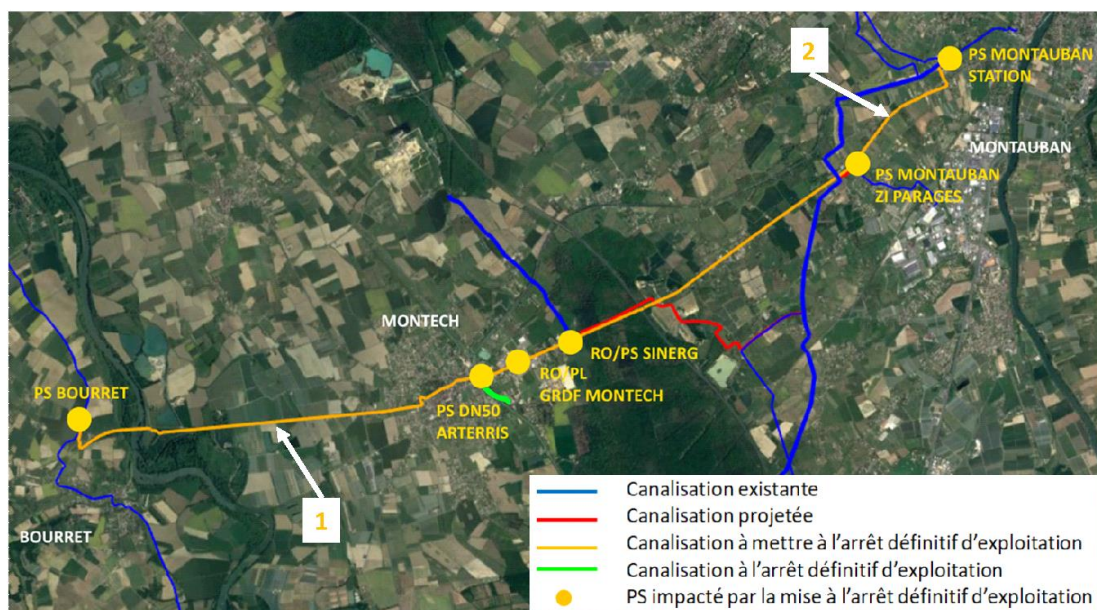 2
PS MONTAUBAN
STATION
MONTAUBAN
PS MONTAUBAN
ZI PARAGES
MONTECH
RO/PS SINERG
RO/PL
GRDF MONTECH
PS BOURRET
PS DN50
ARTERRIS
1
BOURRET
Canalisation existante
Canalisation projetée
Canalisation à mettre à l'arrêt définitif d'exploitation
Canalisation à l'arrêt définitif d'exploitation
PS impacté par la mise à l'arrêt définitif d'exploitation